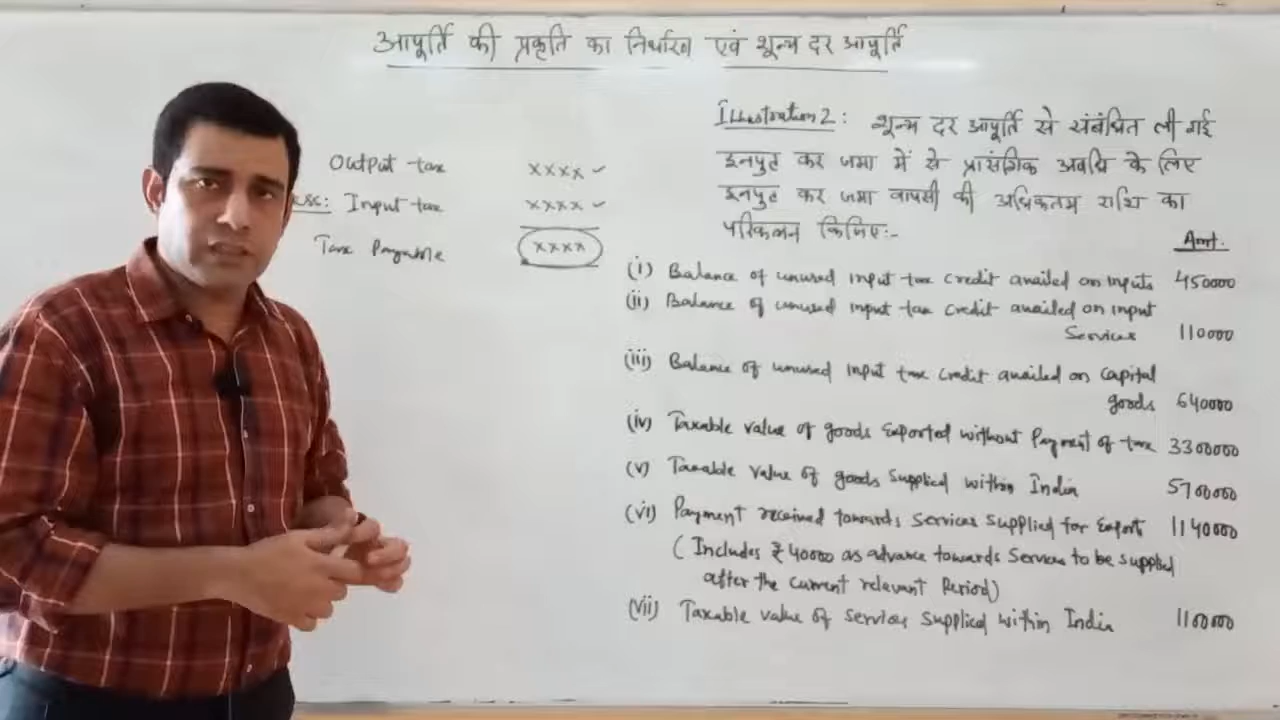 आपूर्ति की प्रकृति का निर्धारण एवं शून्य दर आपूर्ति
Output tax xxxx ✓
ess: Input tax xxxx ✓
Tax Payable xxxx
Illustration 2: शून्य दर आपूर्ति से संबंधित ली गई
इनपुट कर जमा में से प्रासंगिक अवधि के लिए
इनपुट कर जमा वापसी की अधिकतम राशि का
परिकलन किजिए:-
Amt.
(i) Balance of unused input tax credit availed on inputs 450000
(ii) Balance of unused input tax credit availed on input
Services 110000
(iii) Balance of unused input tax credit availed on capital
goods 640000
(iv) Taxable value of goods Exported without Payment of tax 3300000
(v) Taxable value of goods supplied within India 5700000
(vi) Payment received towards services supplied for Export 1140000
( Includes ₹ 40000 as advance towards Services to be supplied
after the current relevant Period)
(vii) Taxable value of services supplied within India 1100000